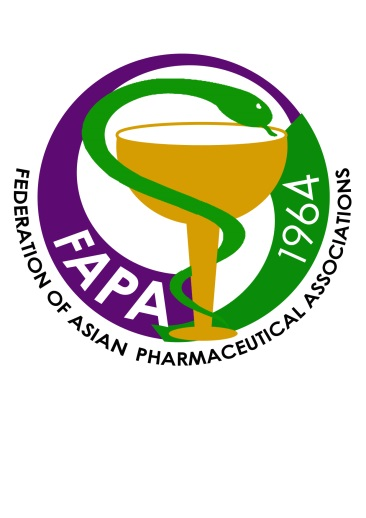 FAPA
1964
FEDERATION OF ASIAN PHARMACEUTICAL ASSOCIATIONS